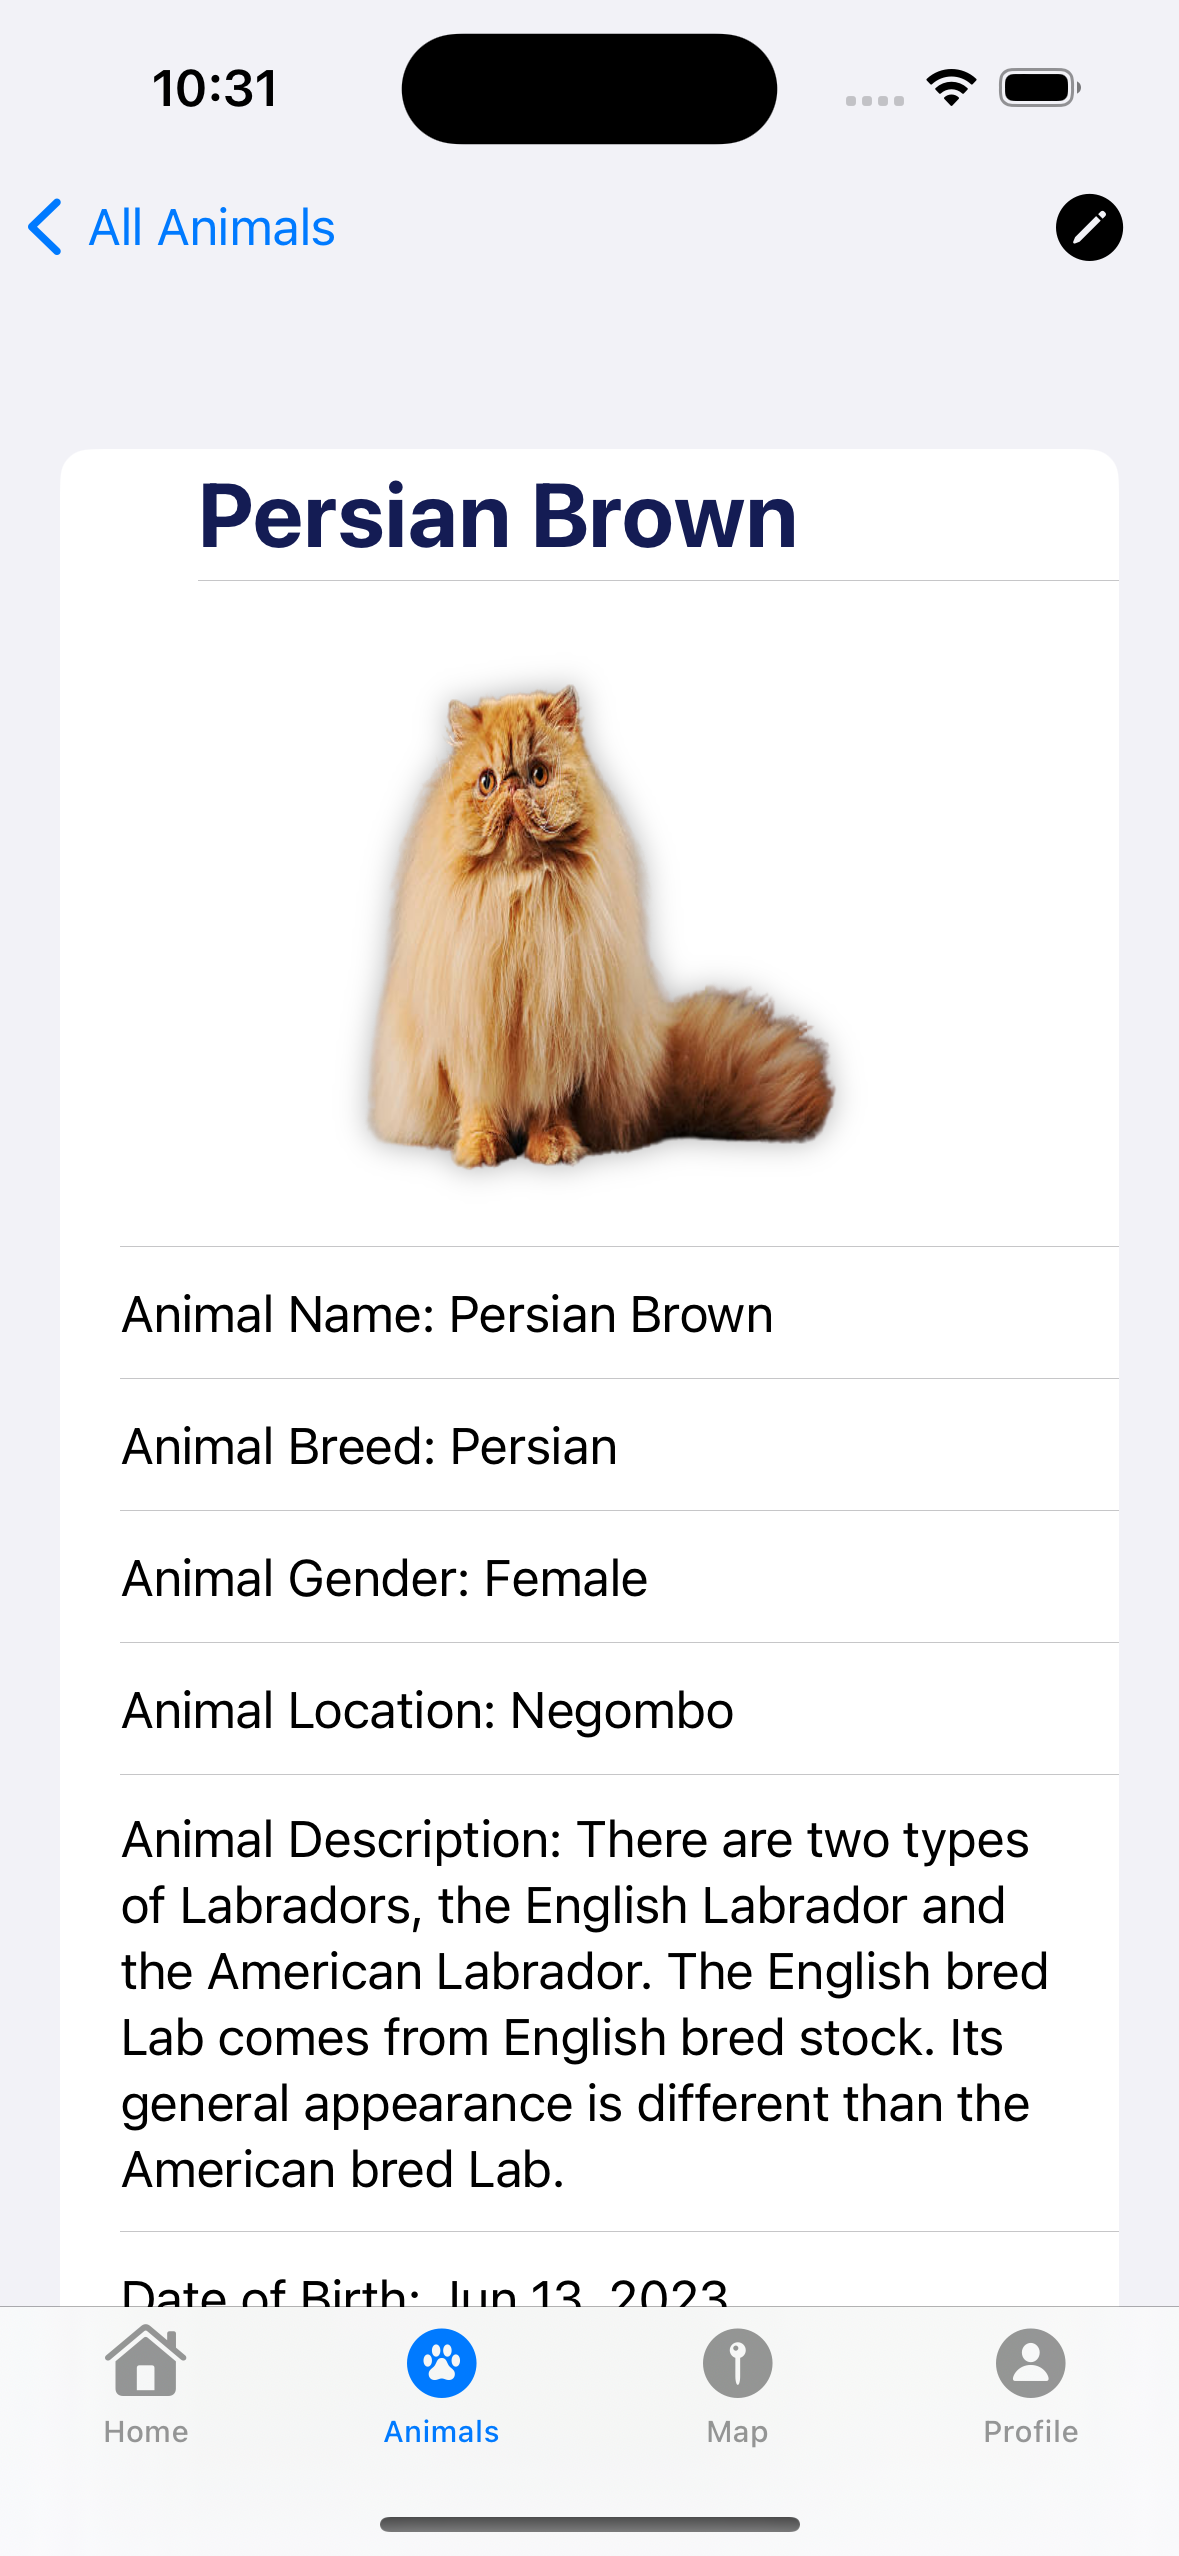 10:31
All Animals
Persian Brown
Animal Name: Persian Brown
Animal Breed: Persian
Animal Gender: Female
Animal Location: Negombo
Animal Description: There are two types
of Labradors, the English Labrador and
the American Labrador. The English bred
Lab comes from English bred stock. Its
general appearance is different than the
American bred Lab.
Date of Birth: Jun 13, 2023
Home
Animals
Map
Profile